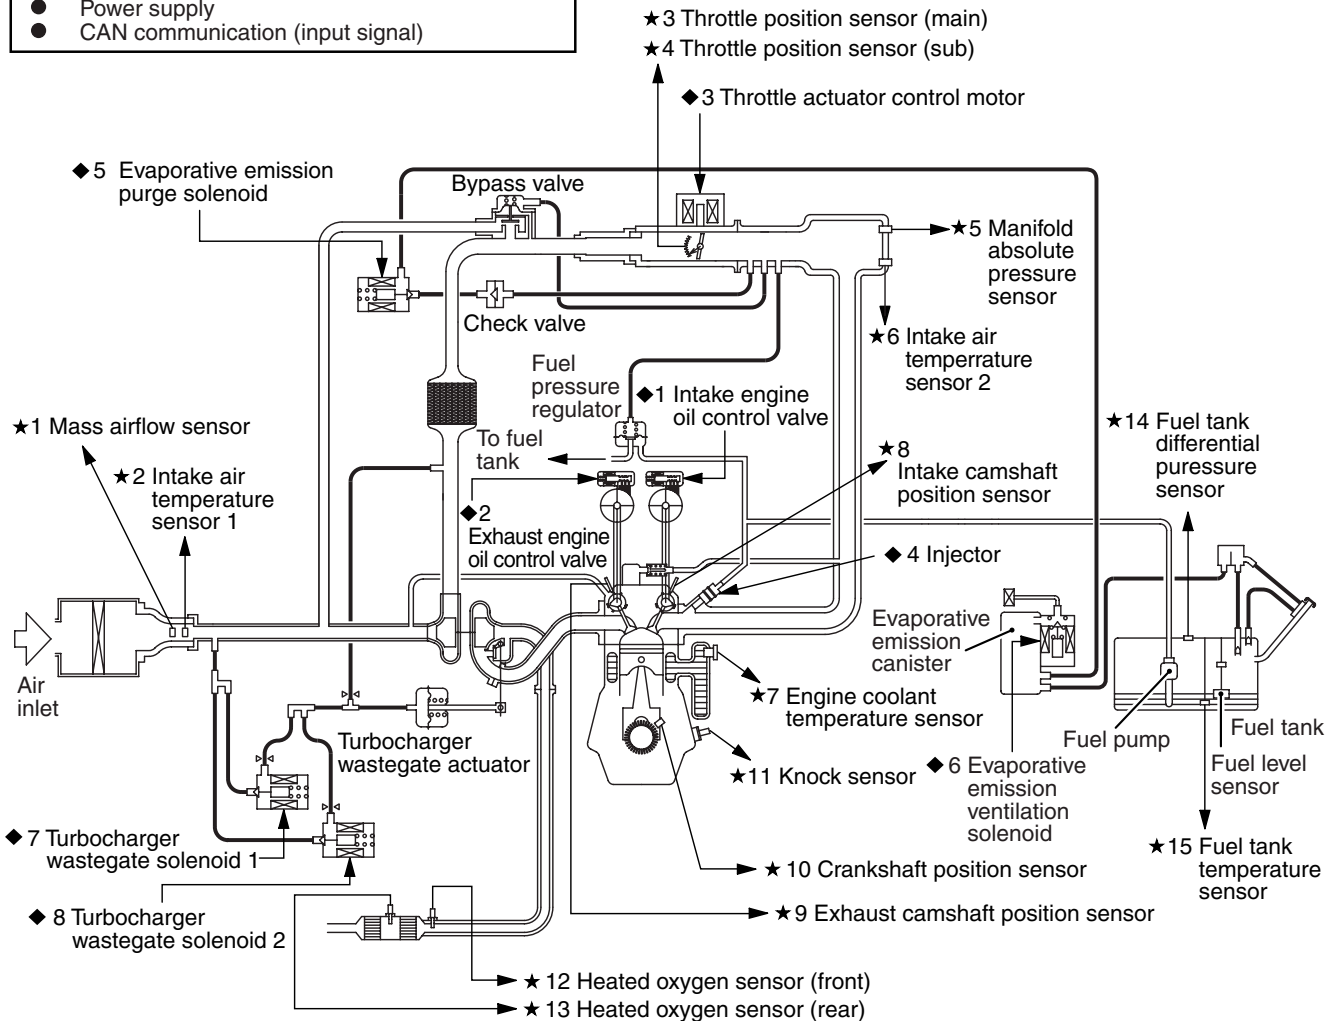 ● Power supply
● CAN communication (input signal)
★3 Throttle position sensor (main)
★4 Throttle position sensor (sub)
◆3 Throttle actuator control motor
◆5 Evaporative emission
purge solenoid
Bypass valve
★5 Manifold
absolute
pressure
sensor
Check valve
★6 Intake air
temperrature
sensor 2
Fuel
pressure
regulator
◆1 Intake engine
oil control valve
★1 Mass airflow sensor
★2 Intake air
temperature
sensor 1
To fuel
tank
★8
Intake camshaft
position sensor
★14 Fuel tank
differential
puressure
sensor
◆2
Exhaust engine
oil control valve
◆4 Injector
Evaporative
emission
canister
Air
inlet
★7 Engine coolant
temperature sensor
Turbocharger
wastegate actuator
★11 Knock sensor
Fuel pump
Fuel tank
Fuel level
sensor
◆6 Evaporative
emission
ventilation
solenoid
◆7 Turbocharger
wastegate solenoid 1
★15 Fuel tank
temperature
sensor
★10 Crankshaft position sensor
◆8 Turbocharger
wastegate solenoid 2
★9 Exhaust camshaft position sensor
★12 Heated oxygen sensor (front)
★13 Heated oxygen sensor (rear)